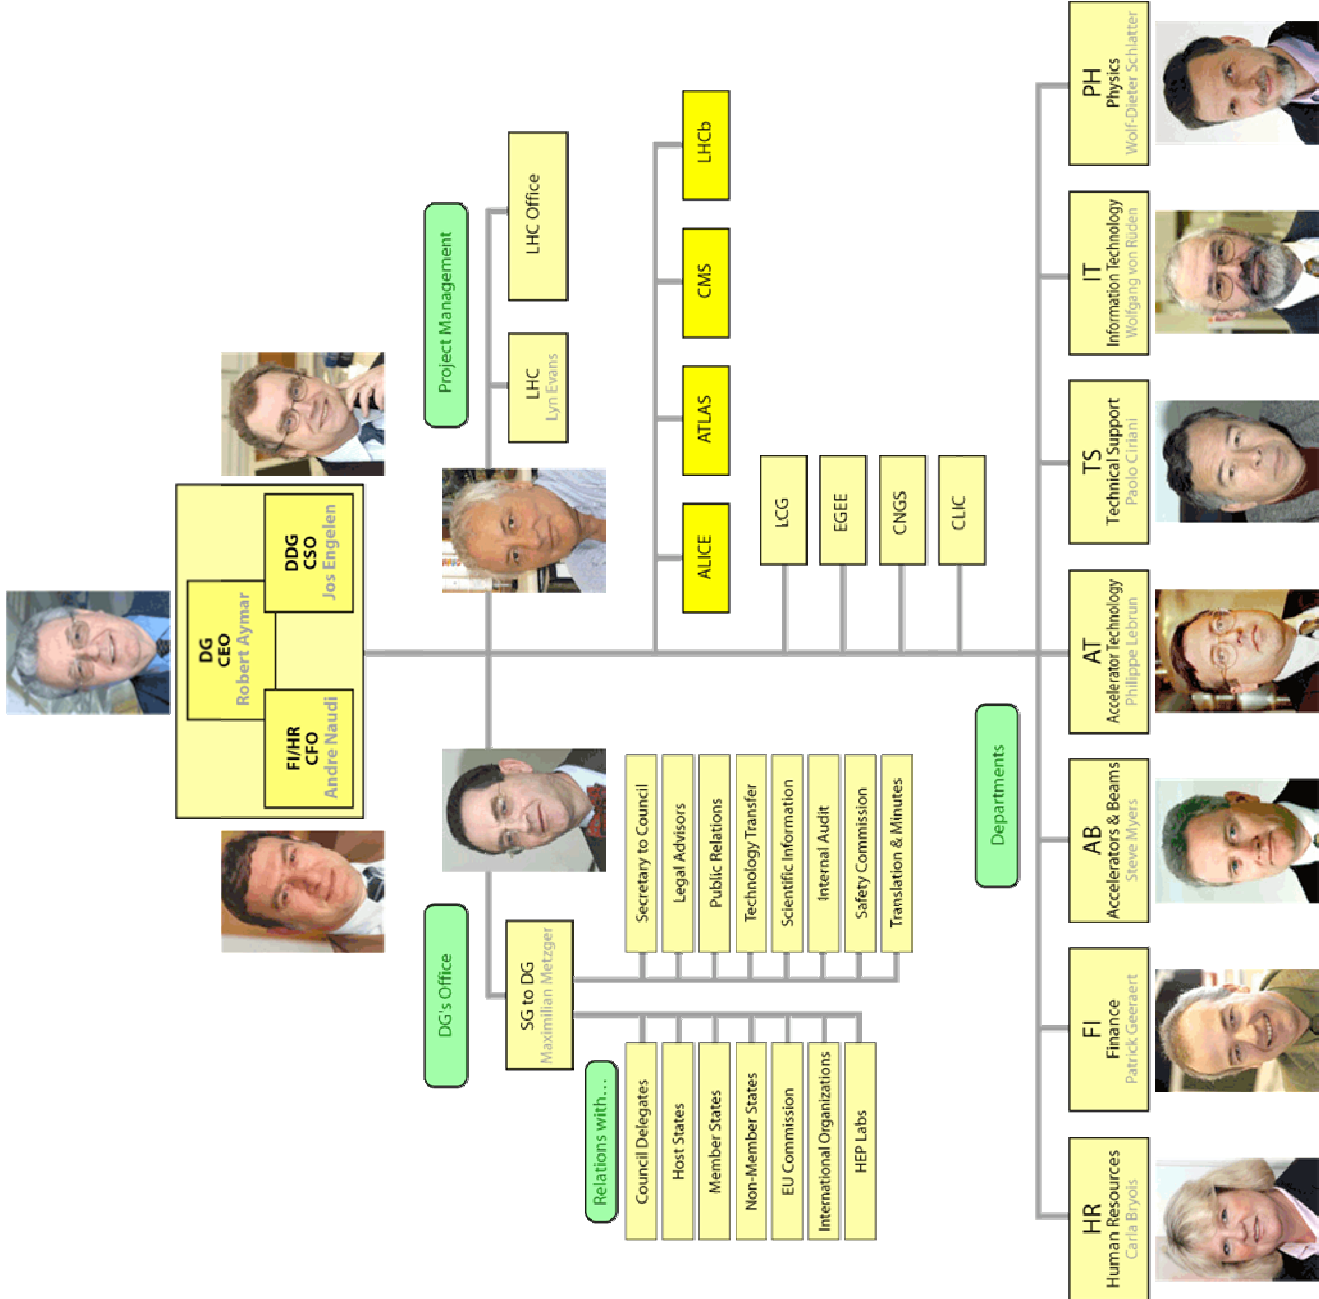 DG
CEO
Robert Aymar
FI/HR
CFO
André Naudi
DDG
CSO
Jos Engelen
DG's Office
Project Management
SG to DG
Maximilian Metzger
LHC
Lyn Evans
LHC Office
Relations with...
Council Delegates
Host States
Member States
Non-Member States
EU Commission
International Organizations
HEP Labs
Secretary to Council
Legal Advisors
Public Relations
Technology Transfer
Scientific Information
Internal Audit
Safety Commission
Translation & Minutes
ALICE
ATLAS
CMS
LHCb
LCG
EGEE
CNGS
CLIC
Departments
HR
Human Resources
Carla Bryois
FI
Finance
Patrick Geeraert
AB
Accelerators & Beams
Steve Myers
AT
Accelerator Technology
Philippe Lebrun
TS
Technical Support
Paolo Ciriani
IT
Information Technology
Wolfgang von Rüden
PH
Physics
Wolf-Dieter Schlatter